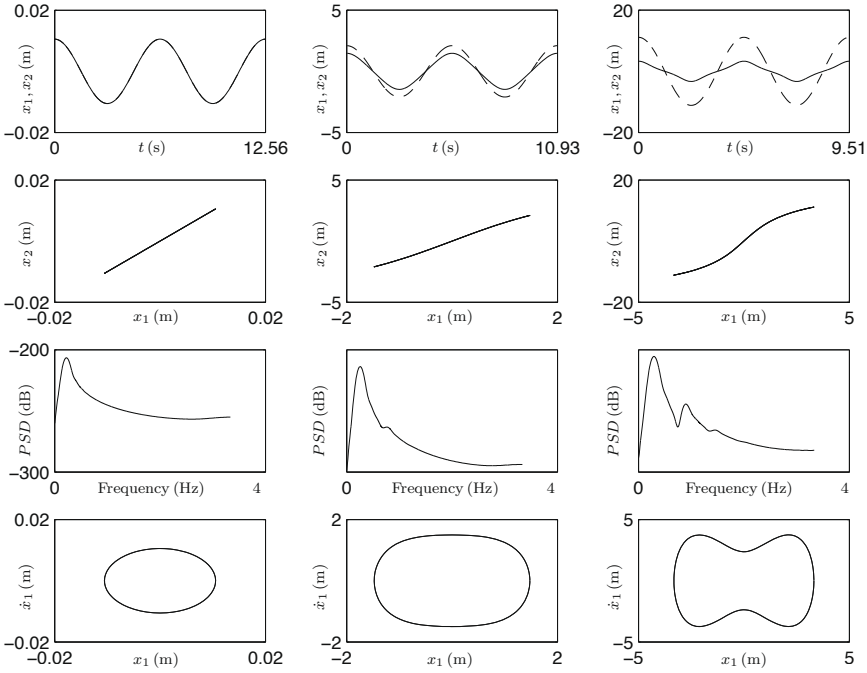 0.02
x₁, x₂ (m)
−0.02
0
t (s)
12.56
5
x₁, x₂ (m)
−5
0
t (s)
10.93
20
x₁, x₂ (m)
−20
0
t (s)
9.51
0.02
x₂ (m)
−0.02
−0.02
x₁ (m)
0.02
5
x₂ (m)
−5
−2
x₁ (m)
2
20
x₂ (m)
−20
−5
x₁ (m)
5
−200
PSD (dB)
−300
0
Frequency (Hz)
4
PSD (dB)
0
Frequency (Hz)
4
PSD (dB)
0
Frequency (Hz)
4
0.02
ẋ₁ (m)
−0.02
−0.02
x₁ (m)
0.02
2
ẋ₁ (m)
−2
−2
x₁ (m)
2
5
ẋ₁ (m)
−5
−5
x₁ (m)
5